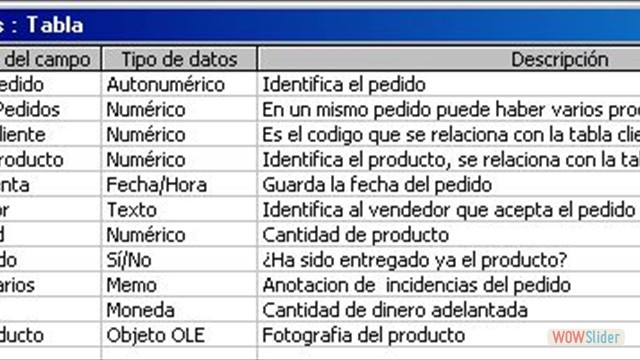 s : Tabla
del campo Tipo de datos Descripción
edido Autonumérico Identifica el pedido
Pedidos Numérico En un mismo pedido puede haber varios pro
liente Numérico Es el codigo que se relaciona con la tabla clie
roducto Numérico Identifica el producto, se relaciona con la ta
enta Fecha/Hora Guarda la fecha del pedido
or Texto Identifica al vendedor que acepta el pedido
d Numérico Cantidad de producto
do Sí/No ¿Ha sido entregado ya el producto?
arios Memo Anotacion de incidencias del pedido
Moneda Cantidad de dinero adelantada
ducto Objeto OLE Fotografia del producto
WOWSlider